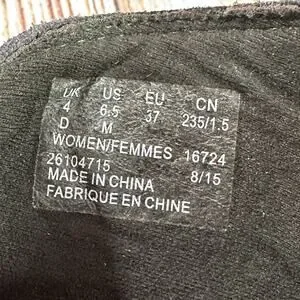 UK US EU CN
4 6.5 37 235/1.5
D M
WOMEN/FEMMES 16724
26104715 8/15
MADE IN CHINA
FABRIQUE EN CHINE